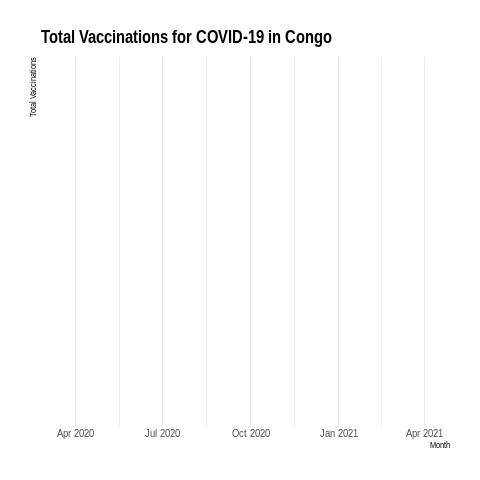 Total Vaccinations for COVID-19 in Congo
Total Vaccinations
Apr 2020
Jul 2020
Oct 2020
Jan 2021
Apr 2021
Month